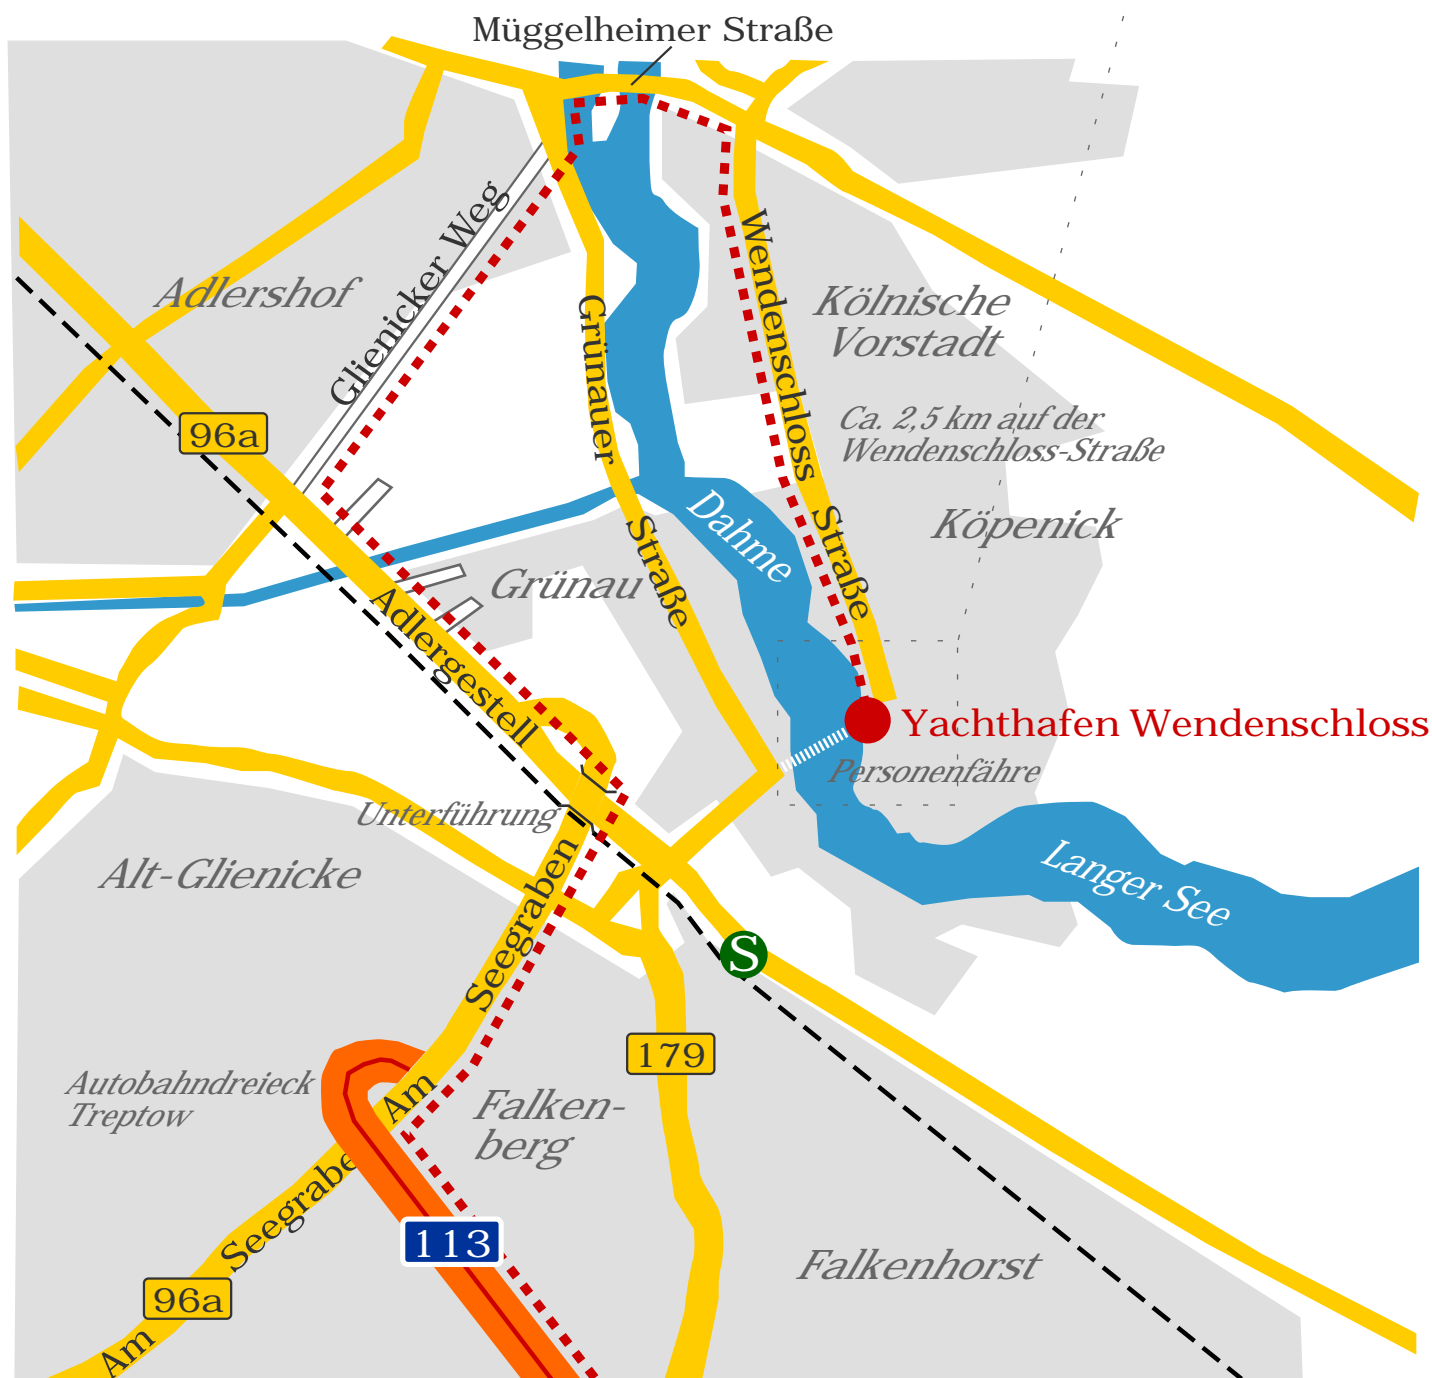 Müggelheimer Straße
Glienicker Weg
Adlershof
Wendenschloss
Straße
Kölnische
Vorstadt
Grünauer
Straße
96a
Ca. 2,5 km auf der
Wendenschloss-Straße
Dahme
Köpenick
Grünau
Adlergestell
Yachthafen Wendenschloss
Personenfähre
Unterführung
Alt-Glienicke
Langer See
Am
Seegraben
S
179
Autobahndreieck
Treptow
Falken-
berg
Am
Seegrabe
113
Falkenhorst
96a